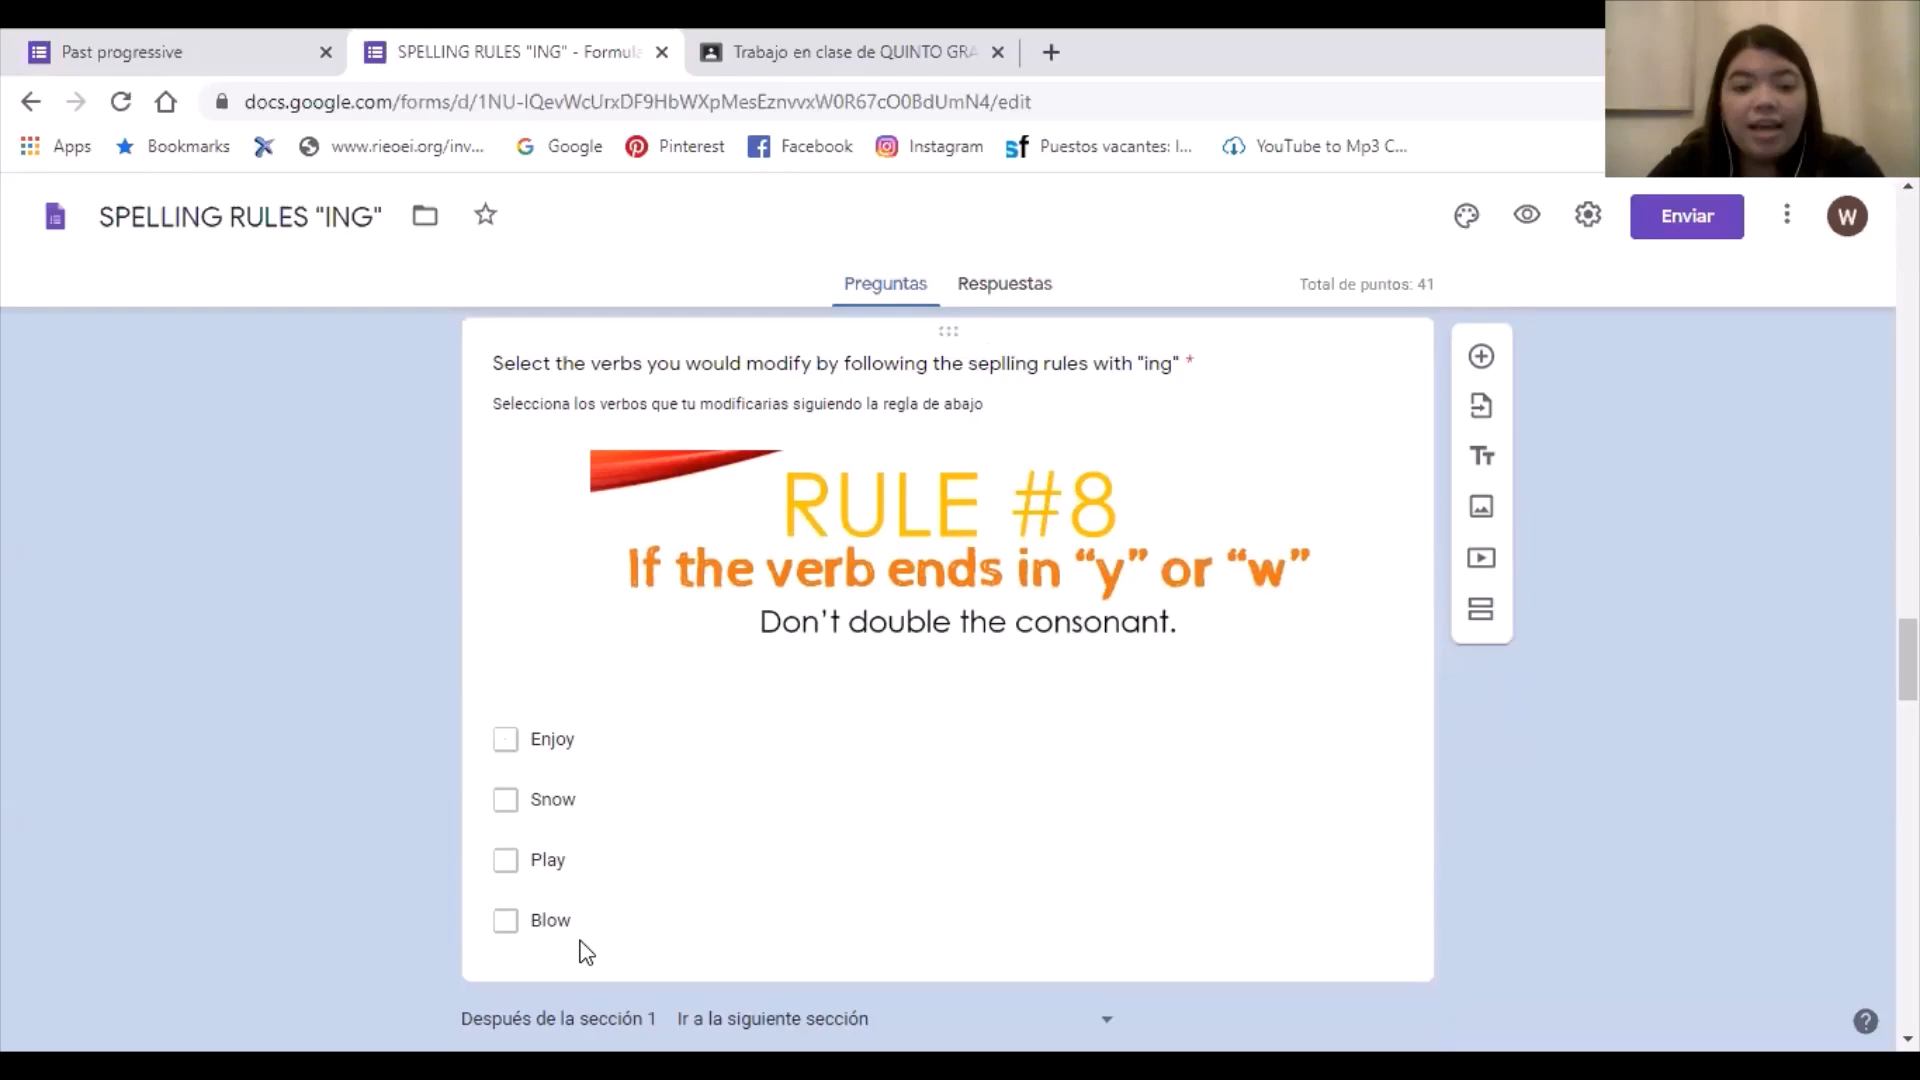 Past progressive
SPELLING RULES "ING" - Formula
Trabajo en clase de QUINTO GRA
docs.google.com/forms/d/1NU-IQevWcUrxDF9HbWXpMesEznvvxW0R67cO0BdUmN4/edit
Apps
Bookmarks
www.rieoei.org/inv...
Google
Pinterest
Facebook
Instagram
sf
Puestos vacantes: I...
YouTube to Mp3 C...
SPELLING RULES "ING"
Enviar
W
Preguntas
Respuestas
Total de puntos: 41
Select the verbs you would modify by following the seplling rules with "ing" *
Selecciona los verbos que tu modificarias siguiendo la regla de abajo
RULE #8
If the verb ends in “y” or “w”
Don’t double the consonant.
Tт
Enjoy
Snow
Play
Blow
Después de la sección 1 Ir a la siguiente sección